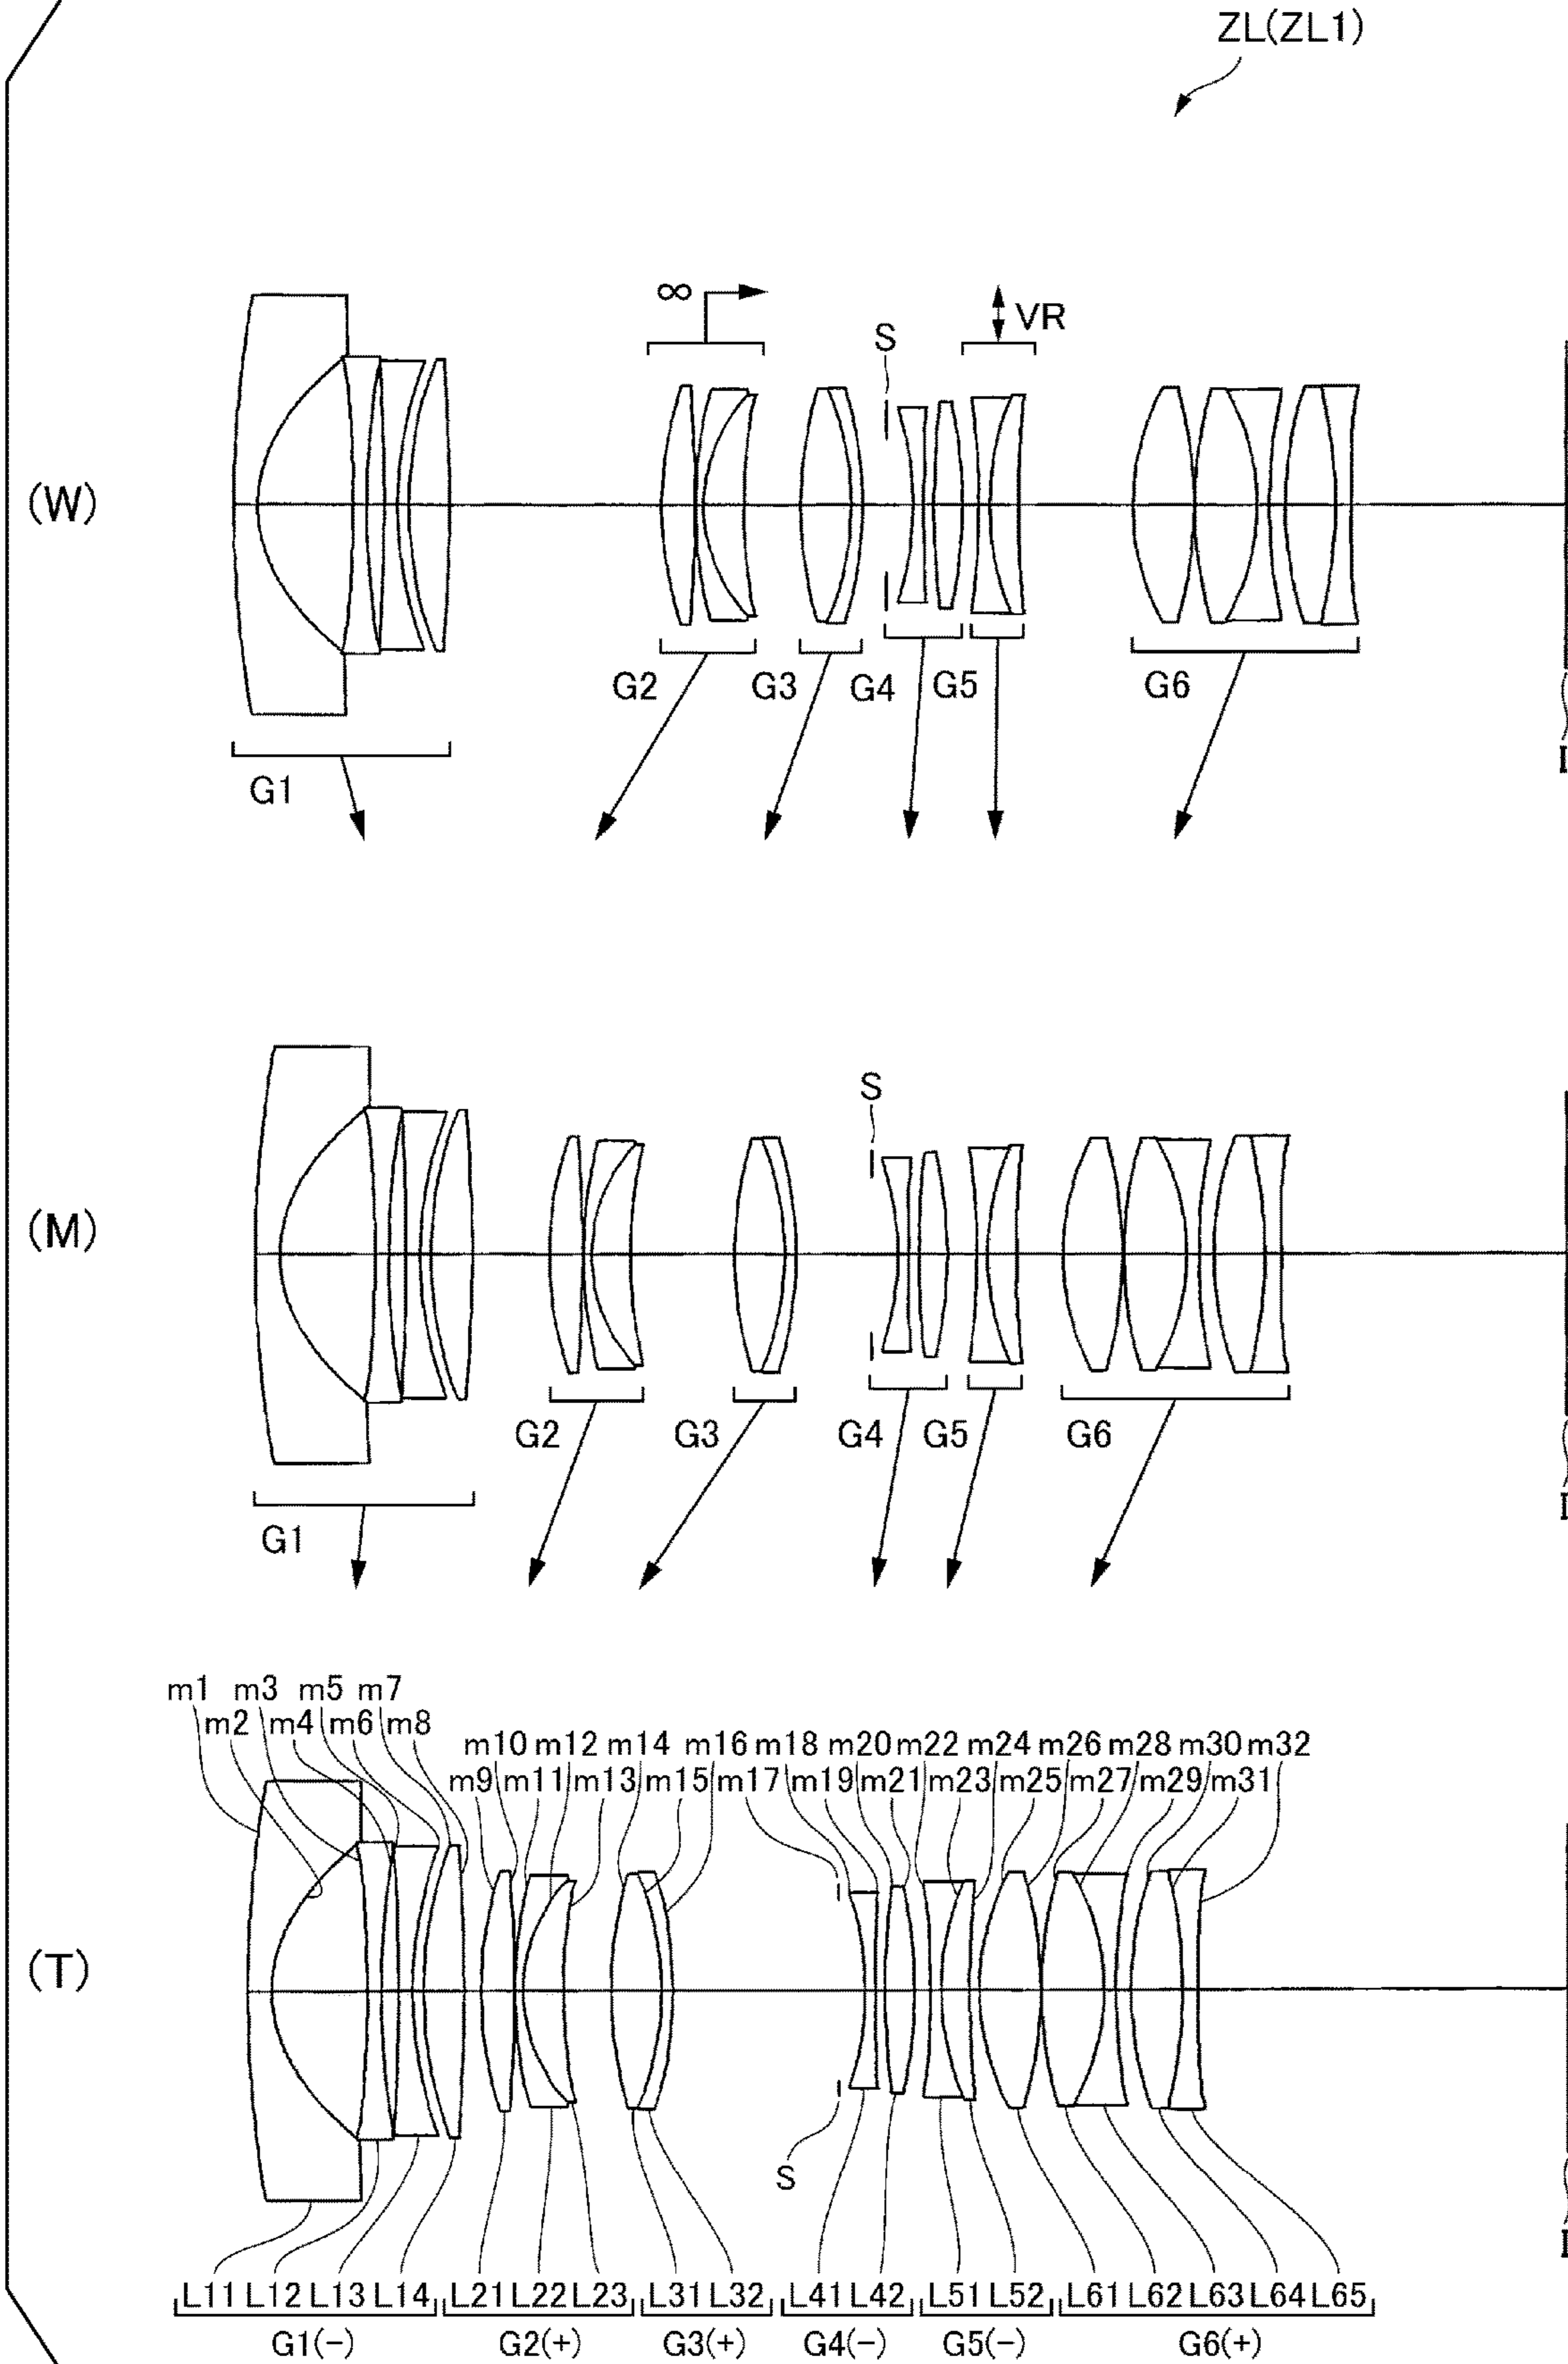 ZL(ZL1)
∞
VR
S
(W)
G2 G3 G4 G5 G6
G1
I
S
(M)
G2 G3 G4 G5 G6
G1
I
m1 m3 m5 m7
m2 m4 m6 m8
m10 m12 m14 m16 m18 m20 m22 m24 m26 m28 m30 m32
m9 m11 m13 m15 m17 m19 m21 m23 m25 m27 m29 m31
(T)
S
I
L11 L12 L13 L14 L21 L22 L23 L31 L32 L41 L42 L51 L52 L61 L62 L63 L64 L65
G1(-) G2(+) G3(+) G4(-) G5(-) G6(+)